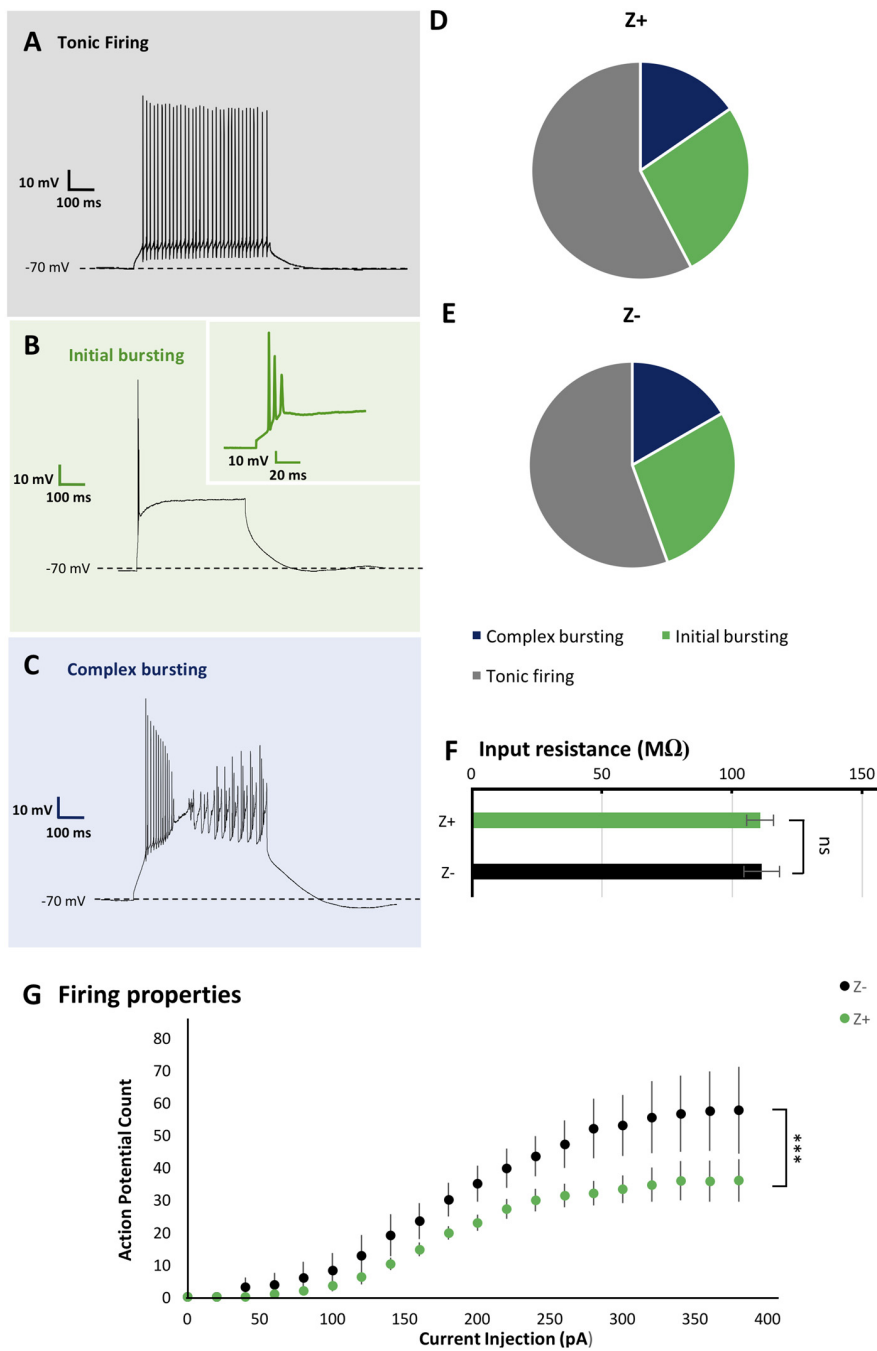 A Tonic Firing
10 mV
100 ms
-70 mV
B Initial bursting
10 mV
20 ms
10 mV
100 ms
-70 mV
C Complex bursting
10 mV
100 ms
-70 mV
D
Z+
E
Z-
Complex bursting
Initial bursting
Tonic firing
F Input resistance (MΩ)
0 50 100 150
Z+
Z-
ns
G Firing properties
Z-
Z+
80
70
60
50
40
30
20
10
0
Action Potential Count
***
0 50 100 150 200 250 300 350 400
Current Injection (pA)